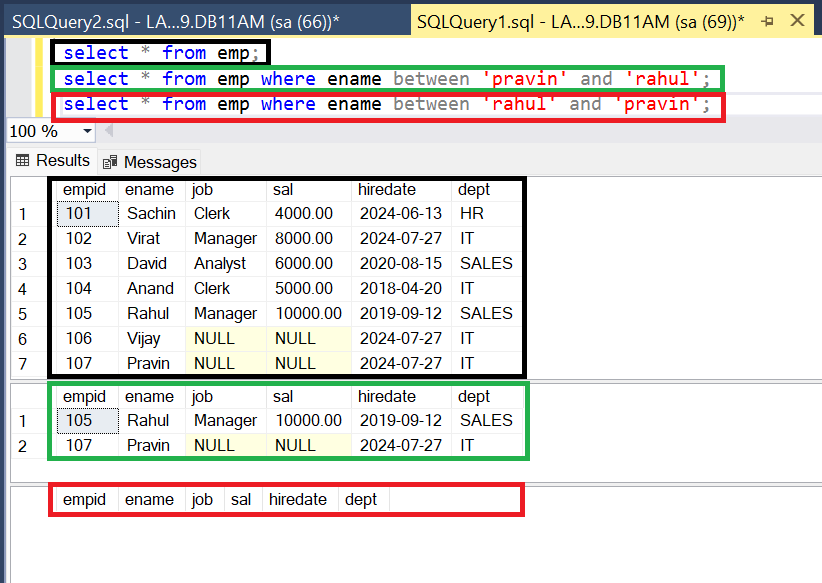 SQLQuery2.sql - LA...9.DB11AM (sa (66))* SQLQuery1.sql - LA...9.DB11AM (sa (69))*
select * from emp;
select * from emp where ename between 'pravin' and 'rahul';
select * from emp where ename between 'rahul' and 'pravin';
100 %
Results Messages
empid ename job sal hiredate dept
1 101 Sachin Clerk 4000.00 2024-06-13 HR
2 102 Virat Manager 8000.00 2024-07-27 IT
3 103 David Analyst 6000.00 2020-08-15 SALES
4 104 Anand Clerk 5000.00 2018-04-20 IT
5 105 Rahul Manager 10000.00 2019-09-12 SALES
6 106 Vijay NULL NULL 2024-07-27 IT
7 107 Pravin NULL NULL 2024-07-27 IT
empid ename job sal hiredate dept
1 105 Rahul Manager 10000.00 2019-09-12 SALES
2 107 Pravin NULL NULL 2024-07-27 IT
empid ename job sal hiredate dept